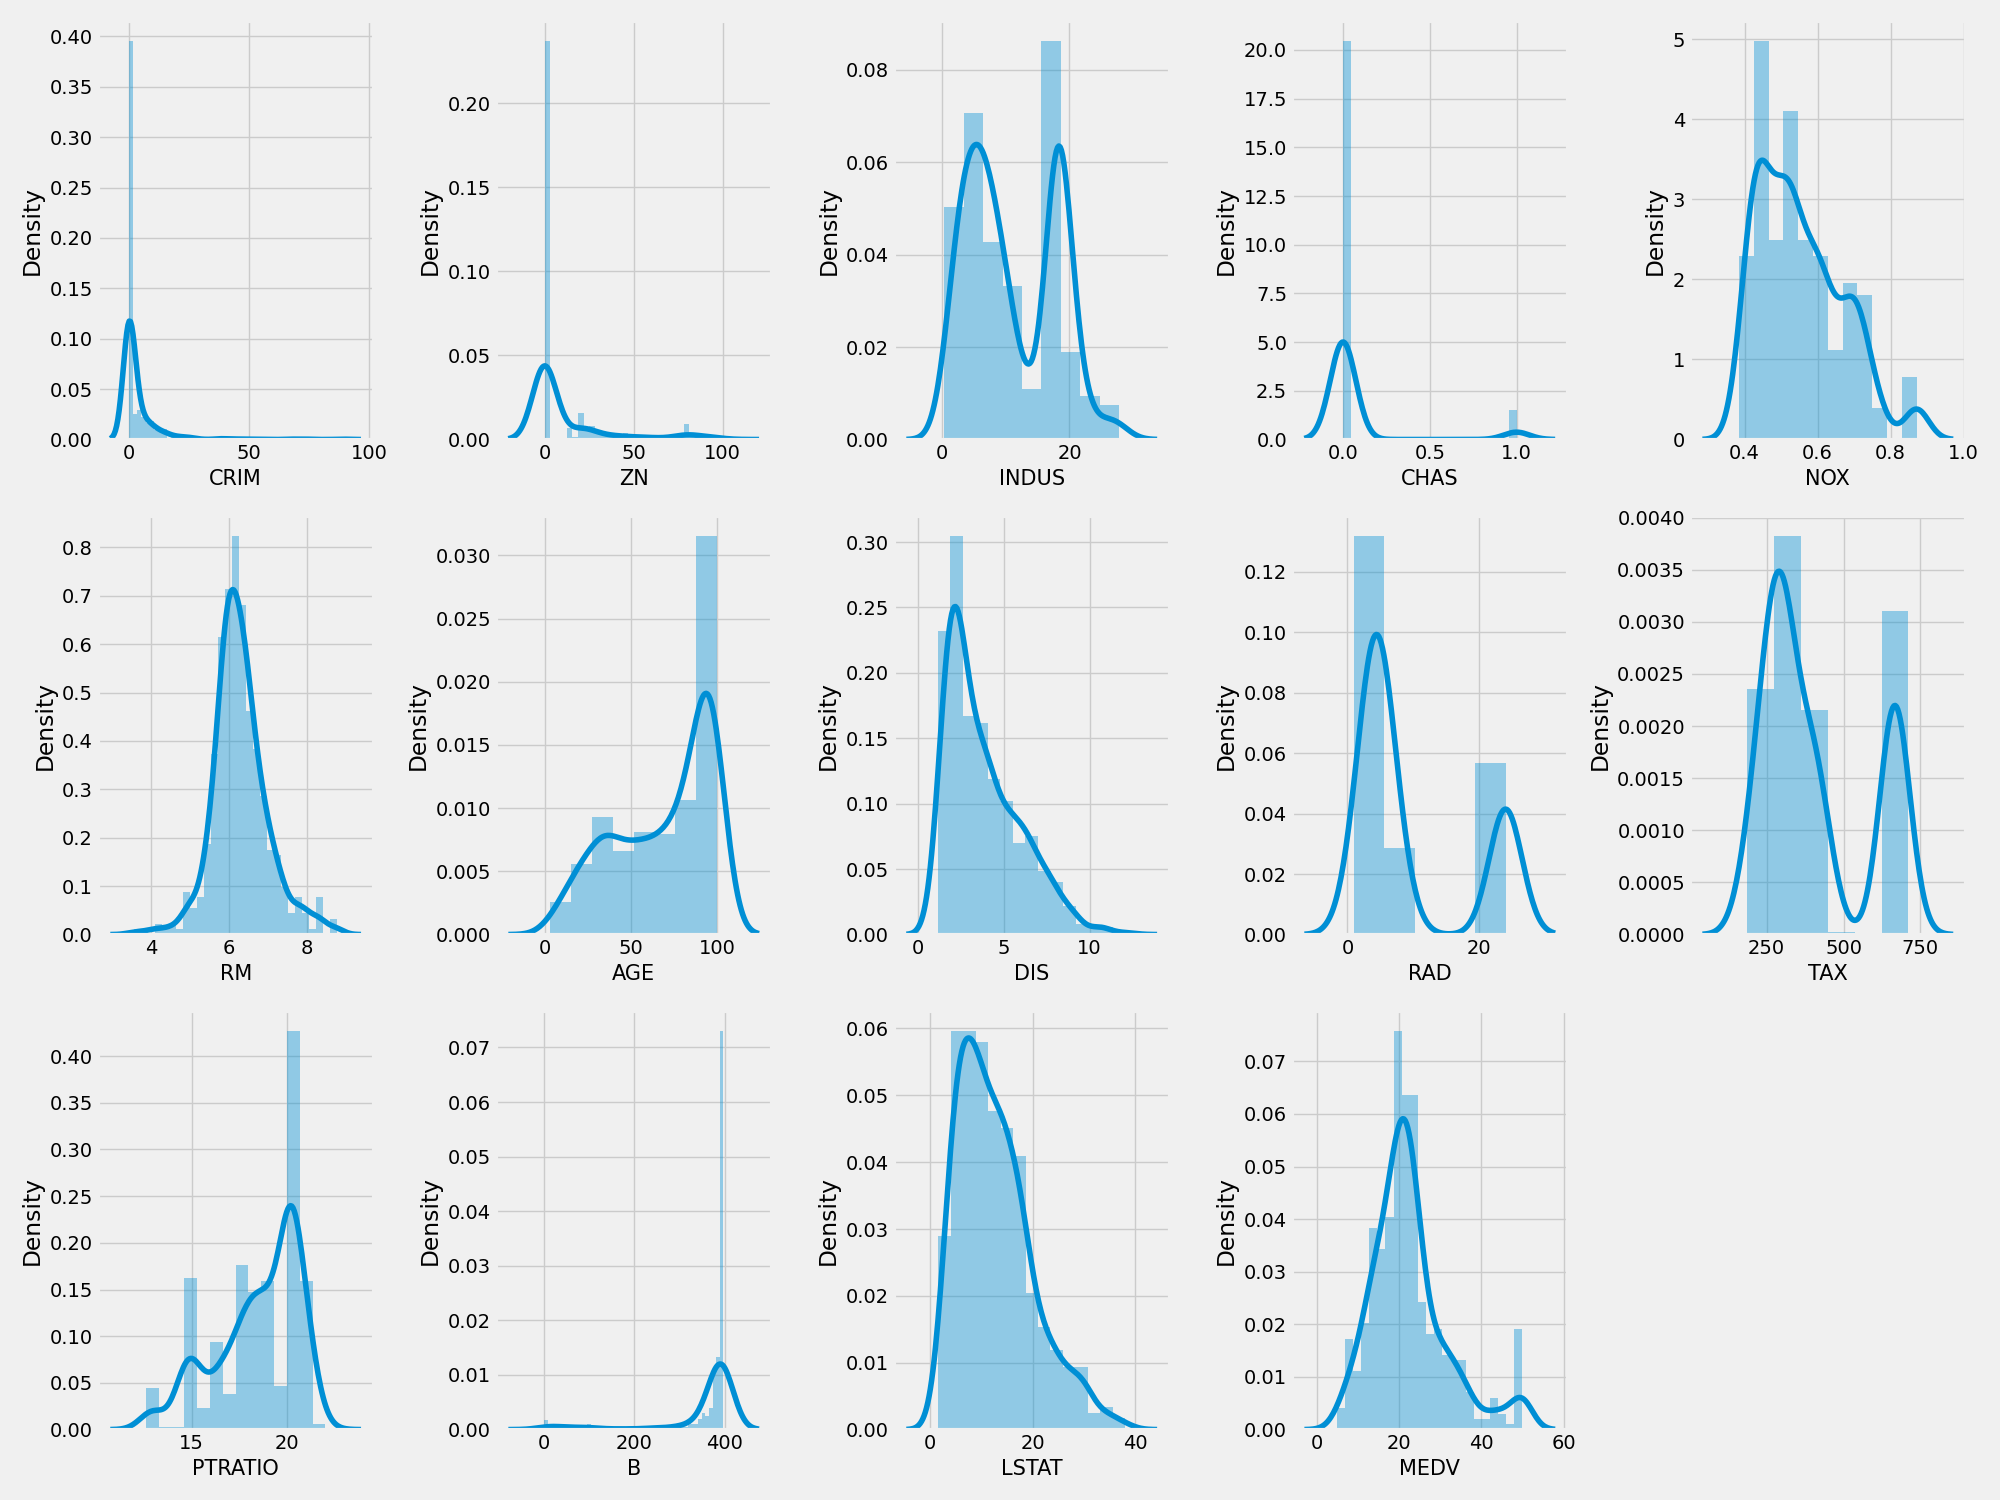 0.40
0.35
0.30
0.25
0.20
0.15
0.10
0.05
0.00
Density
0 50 100
CRIM
0.20
0.15
0.10
0.05
0.00
Density
0 50 100
ZN
0.08
0.06
0.04
0.02
0.00
Density
0 20
INDUS
20.0
17.5
15.0
12.5
10.0
7.5
5.0
2.5
0.0
Density
0.0 0.5 1.0
CHAS
5
4
3
2
1
0
Density
0.4 0.6 0.8 1.0
NOX
0.8
0.7
0.6
0.5
0.4
0.3
0.2
0.1
0.0
Density
4 6 8
RM
0.030
0.025
0.020
0.015
0.010
0.005
0.000
Density
0 50 100
AGE
0.30
0.25
0.20
0.15
0.10
0.05
0.00
Density
0 5 10
DIS
0.12
0.10
0.08
0.06
0.04
0.02
0.00
Density
0 20
RAD
0.0040
0.0035
0.0030
0.0025
0.0020
0.0015
0.0010
0.0005
0.0000
Density
250 500 750
TAX
0.40
0.35
0.30
0.25
0.20
0.15
0.10
0.05
0.00
Density
15 20
PTRATIO
0.07
0.06
0.05
0.04
0.03
0.02
0.01
0.00
Density
0 200 400
B
0.06
0.05
0.04
0.03
0.02
0.01
0.00
Density
0 20 40
LSTAT
0.07
0.06
0.05
0.04
0.03
0.02
0.01
0.00
Density
0 20 40 60
MEDV